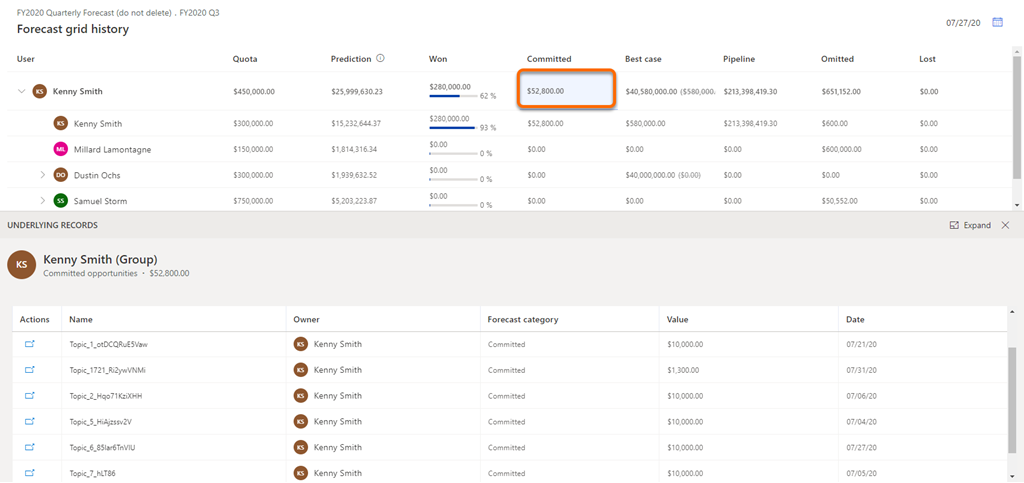 FY2020 Quarterly Forecast (do not delete) . FY2020 Q3
Forecast grid history
07/27/20
User Quota Prediction Won Committed Best case Pipeline Omitted Lost
KS Kenny Smith $450,000.00 $25,999,630.23 $280,000.00 62 % $52,800.00 $40,580,000.00 ($580,000, $213,398,419.30 $651,152.00 $0.00
KS Kenny Smith $300,000.00 $15,232,644.37 $280,000.00 93 % $52,800.00 $580,000.00 $213,398,419.30 $600.00 $0.00
ML Millard Lamontagne $150,000.00 $1,814,316.34 $0.00 0 % $0.00 $0.00 $0.00 $600,000.00 $0.00
DO Dustin Ochs $300,000.00 $1,939,632.52 $0.00 0 % $0.00 $40,000,000.00 ($0.00) $0.00 $0.00 $0.00
SS Samuel Storm $750,000.00 $5,203,223.87 $0.00 0 % $0.00 $0.00 $0.00 $50,552.00 $0.00
UNDERLYING RECORDS Expand
KS Kenny Smith (Group)
Committed opportunities · $52,800.00
Actions Name Owner Forecast category Value Date
Topic_1_otDCQRuE5Vaw KS Kenny Smith Committed $10,000.00 07/21/20
Topic_1721_Ri2ywVNMi KS Kenny Smith Committed $1,300.00 07/31/20
Topic_2_Hqo71KziXHH KS Kenny Smith Committed $10,000.00 07/06/20
Topic_5_HiAjzssv2V KS Kenny Smith Committed $10,000.00 07/04/20
Topic_6_85Iar6TnVIU KS Kenny Smith Committed $10,000.00 07/27/20
Topic_7_hLT86 KS Kenny Smith Committed $10,000.00 07/05/20